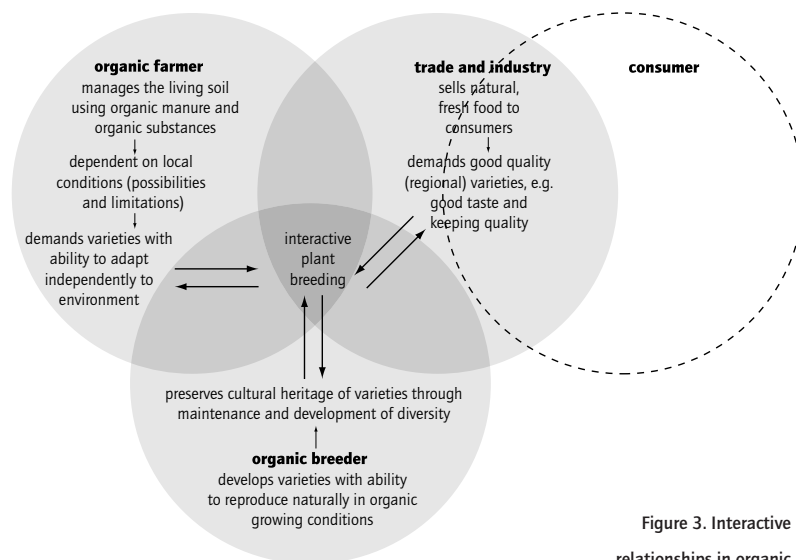 organic farmer
manages the living soil
using organic manure and
organic substances
dependent on local
conditions (possibilities
and limitations)
demands varieties with
ability to adapt
independently to
environment
trade and industry
sells natural,
fresh food to
consumers
demands good quality
(regional) varieties, e.g.
good taste and
keeping quality
consumer
interactive
plant
breeding
preserves cultural heritage of varieties through
maintenance and development of diversity
organic breeder
develops varieties with ability
to reproduce naturally in organic
growing conditions
Figure 3. Interactive
relationships in organic